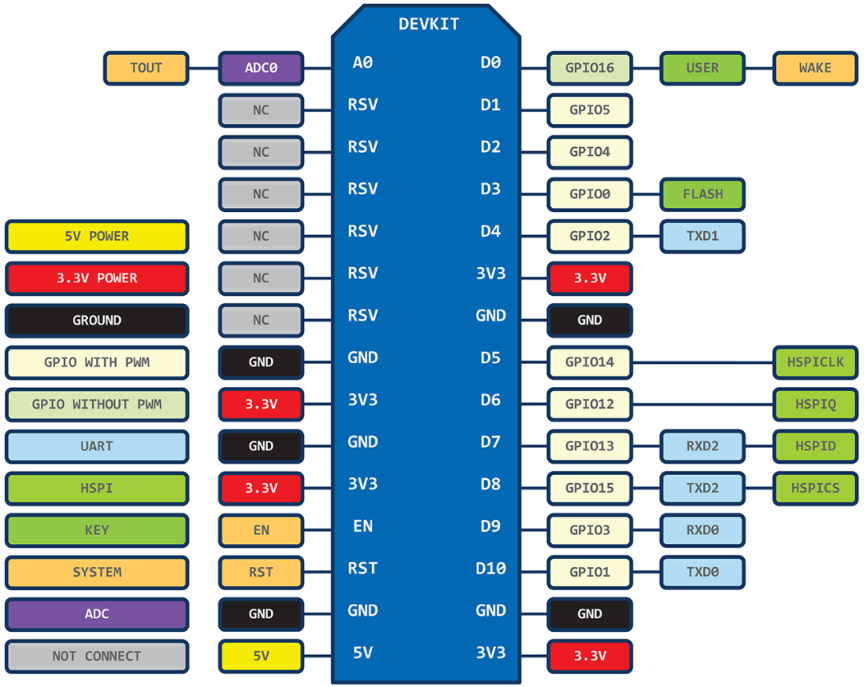 DEVKIT
TOUT ADC0 A0 D0 GPIO16 USER WAKE
NC RSV D1 GPIO5
NC RSV D2 GPIO4
NC RSV D3 GPIO0 FLASH
5V POWER NC RSV D4 GPIO2 TXD1
3.3V POWER NC RSV 3V3 3.3V
GROUND NC RSV GND GND
GPIO WITH PWM GND GND D5 GPIO14 HSPICLK
GPIO WITHOUT PWM 3.3V 3V3 D6 GPIO12 HSPIQ
UART GND GND D7 GPIO13 RXD2 HSPID
HSPI 3.3V 3V3 D8 GPIO15 TXD2 HSPICS
KEY EN EN D9 GPIO3 RXD0
SYSTEM RST RST D10 GPIO1 TXD0
ADC GND GND GND GND
NOT CONNECT 5V 5V 3V3 3.3V